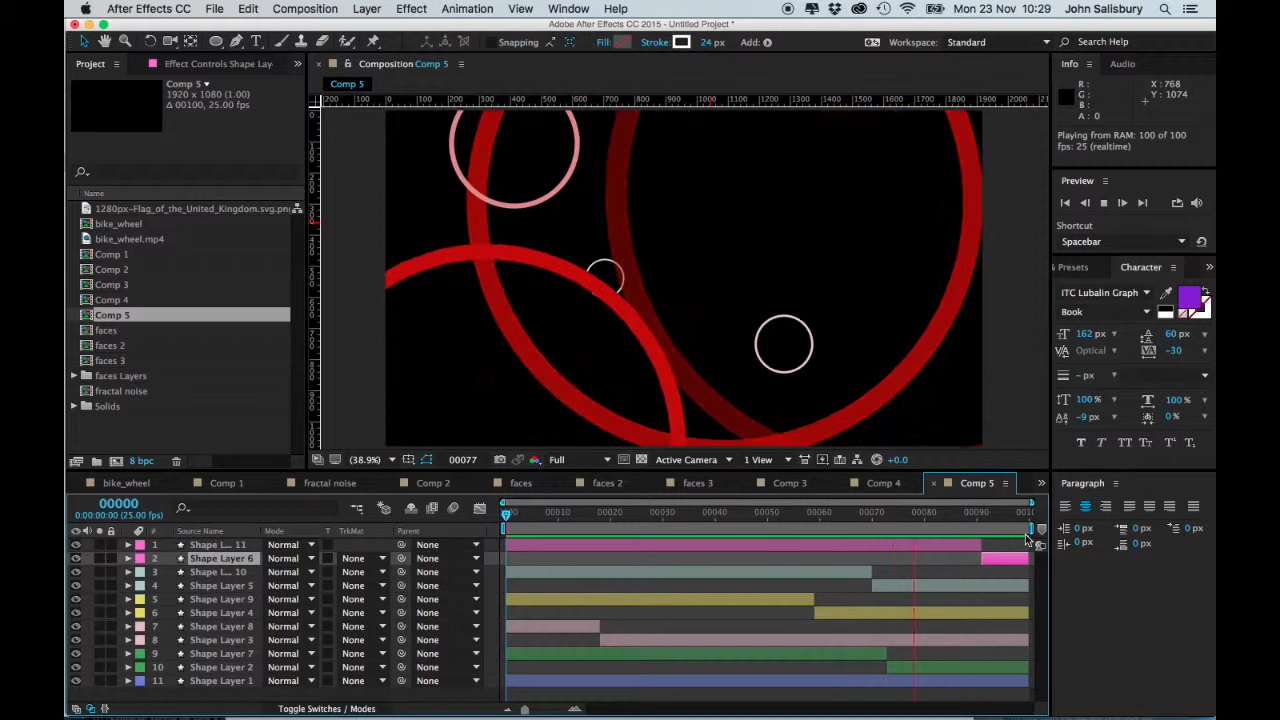 After Effects CC File Edit Composition Layer Effect Animation View Window Help Mon 23 Nov 10:29 John Salisbury
Adobe After Effects CC 2015 - Untitled Project *
Snapping Fill: Stroke: 24 px Add: Workspace: Standard Search Help
Project Effect Controls Shape Lay Composition Comp 5 Info Audio
Comp 5 Comp 5
1920 x 1080 (1.00)
Δ 00100, 25.00 fps
R : X : 768
G : Y : 1074
B :
A : 0
Playing from RAM: 100 of 100
fps: 25 (realtime)
Preview
Shortcut
Spacebar
Presets Character
ITC Lubalin Graph
Book
162 px 60 px
Optical -30
- px
100 % 100 %
-9 px 0 %
T T TT Tt T' T,
Paragraph
0 px 0 px 0 px
0 px 0 px
Name
1280px-Flag_of_the_United_Kingdom.svg.png
bike_wheel
bike_wheel.mp4
Comp 1
Comp 2
Comp 3
Comp 4
Comp 5
faces
faces 2
faces 3
faces Layers
fractal noise
Solids
8 bpc
(38.9%) 00077 Full Active Camera 1 View +0.0
bike_wheel Comp 1 fractal noise Comp 2 faces faces 2 faces 3 Comp 3 Comp 4 Comp 5
00000
0:00:00:00 (25.00 fps)
00 00010 00020 00030 00040 00050 00060 00070 00080 00090 0010
# Source Name Mode T TrkMat Parent
1 Shape L... 11 Normal None
2 Shape Layer 6 Normal None None
3 Shape L... 10 Normal None None
4 Shape Layer 5 Normal None None
5 Shape Layer 9 Normal None None
6 Shape Layer 4 Normal None None
7 Shape Layer 8 Normal None None
8 Shape Layer 3 Normal None None
9 Shape Layer 7 Normal None None
10 Shape Layer 2 Normal None None
11 Shape Layer 1 Normal None None
Toggle Switches / Modes